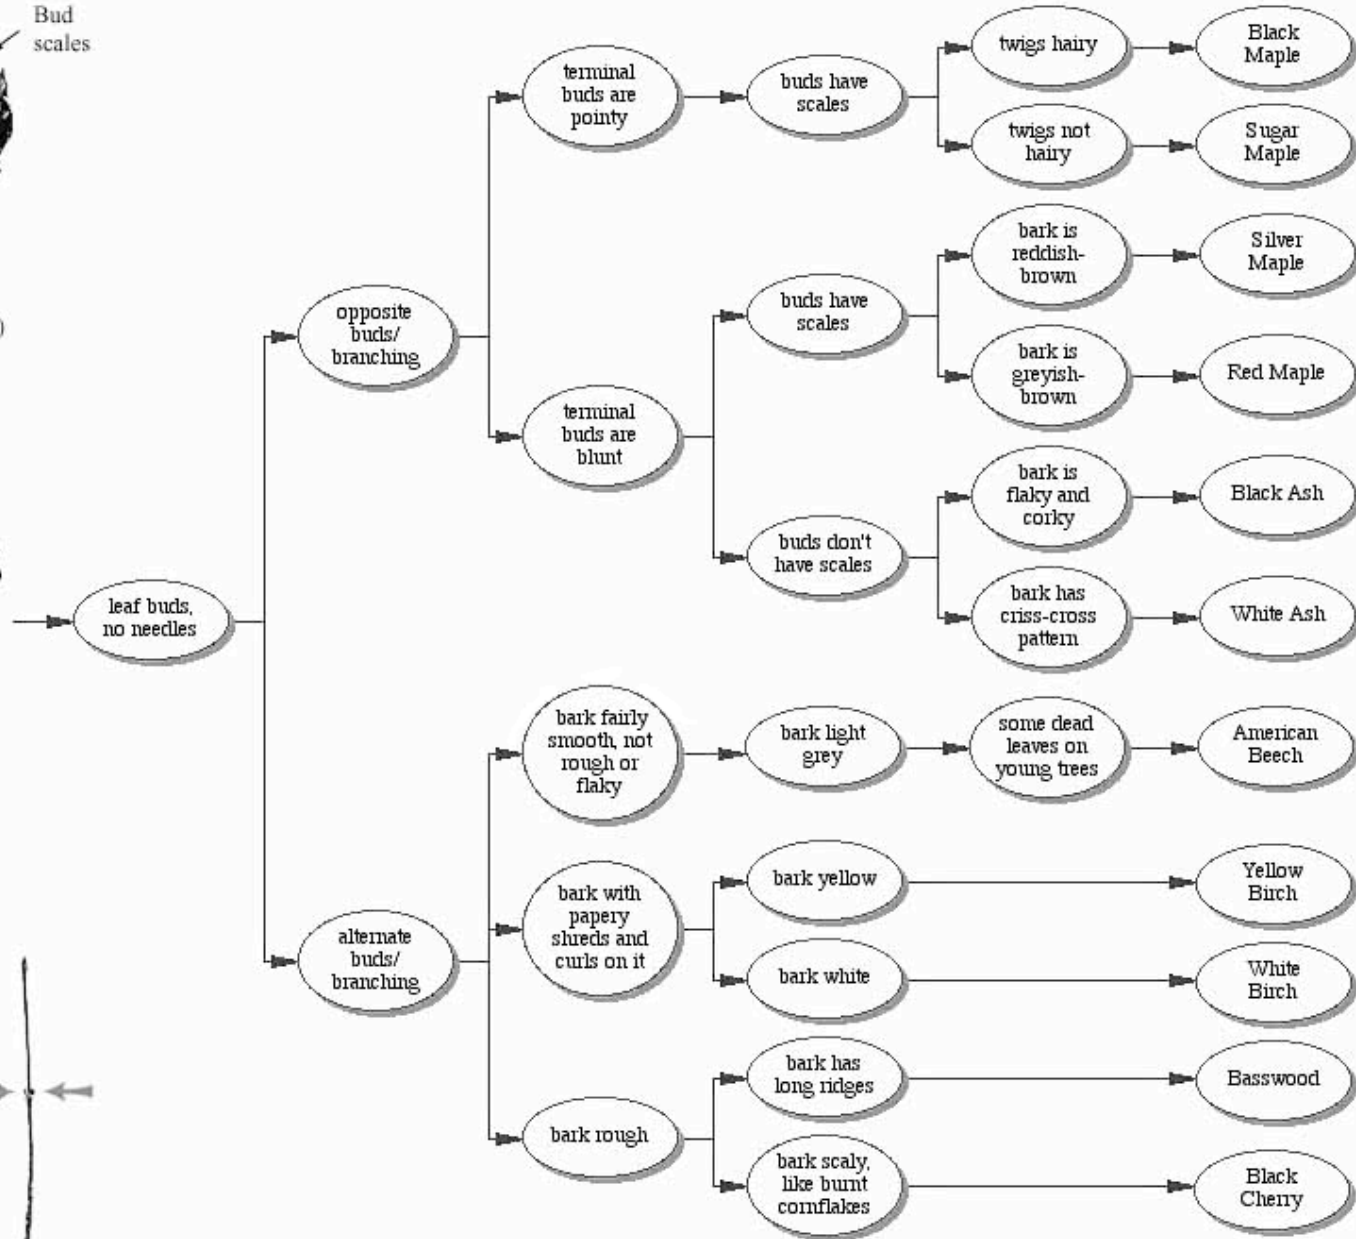 Bud
scales
terminal
buds are
pointy
buds have
scales
twigs hairy
Black
Maple
twigs not
hairy
Sugar
Maple
opposite
buds/
branching
terminal
buds are
blunt
buds have
scales
bark is
reddish-
brown
Silver
Maple
bark is
greyish-
brown
Red Maple
buds don't
have scales
bark is
flaky and
corky
Black Ash
bark has
criss-cross
pattern
White Ash
leaf buds,
no needles
alternate
buds/
branching
bark fairly
smooth, not
rough or
flaky
bark light
grey
some dead
leaves on
young trees
American
Beech
bark with
papery
shreds and
curls on it
bark yellow
Yellow
Birch
bark white
White
Birch
bark rough
bark has
long ridges
Basswood
bark scaly,
like burnt
cornflakes
Black
Cherry